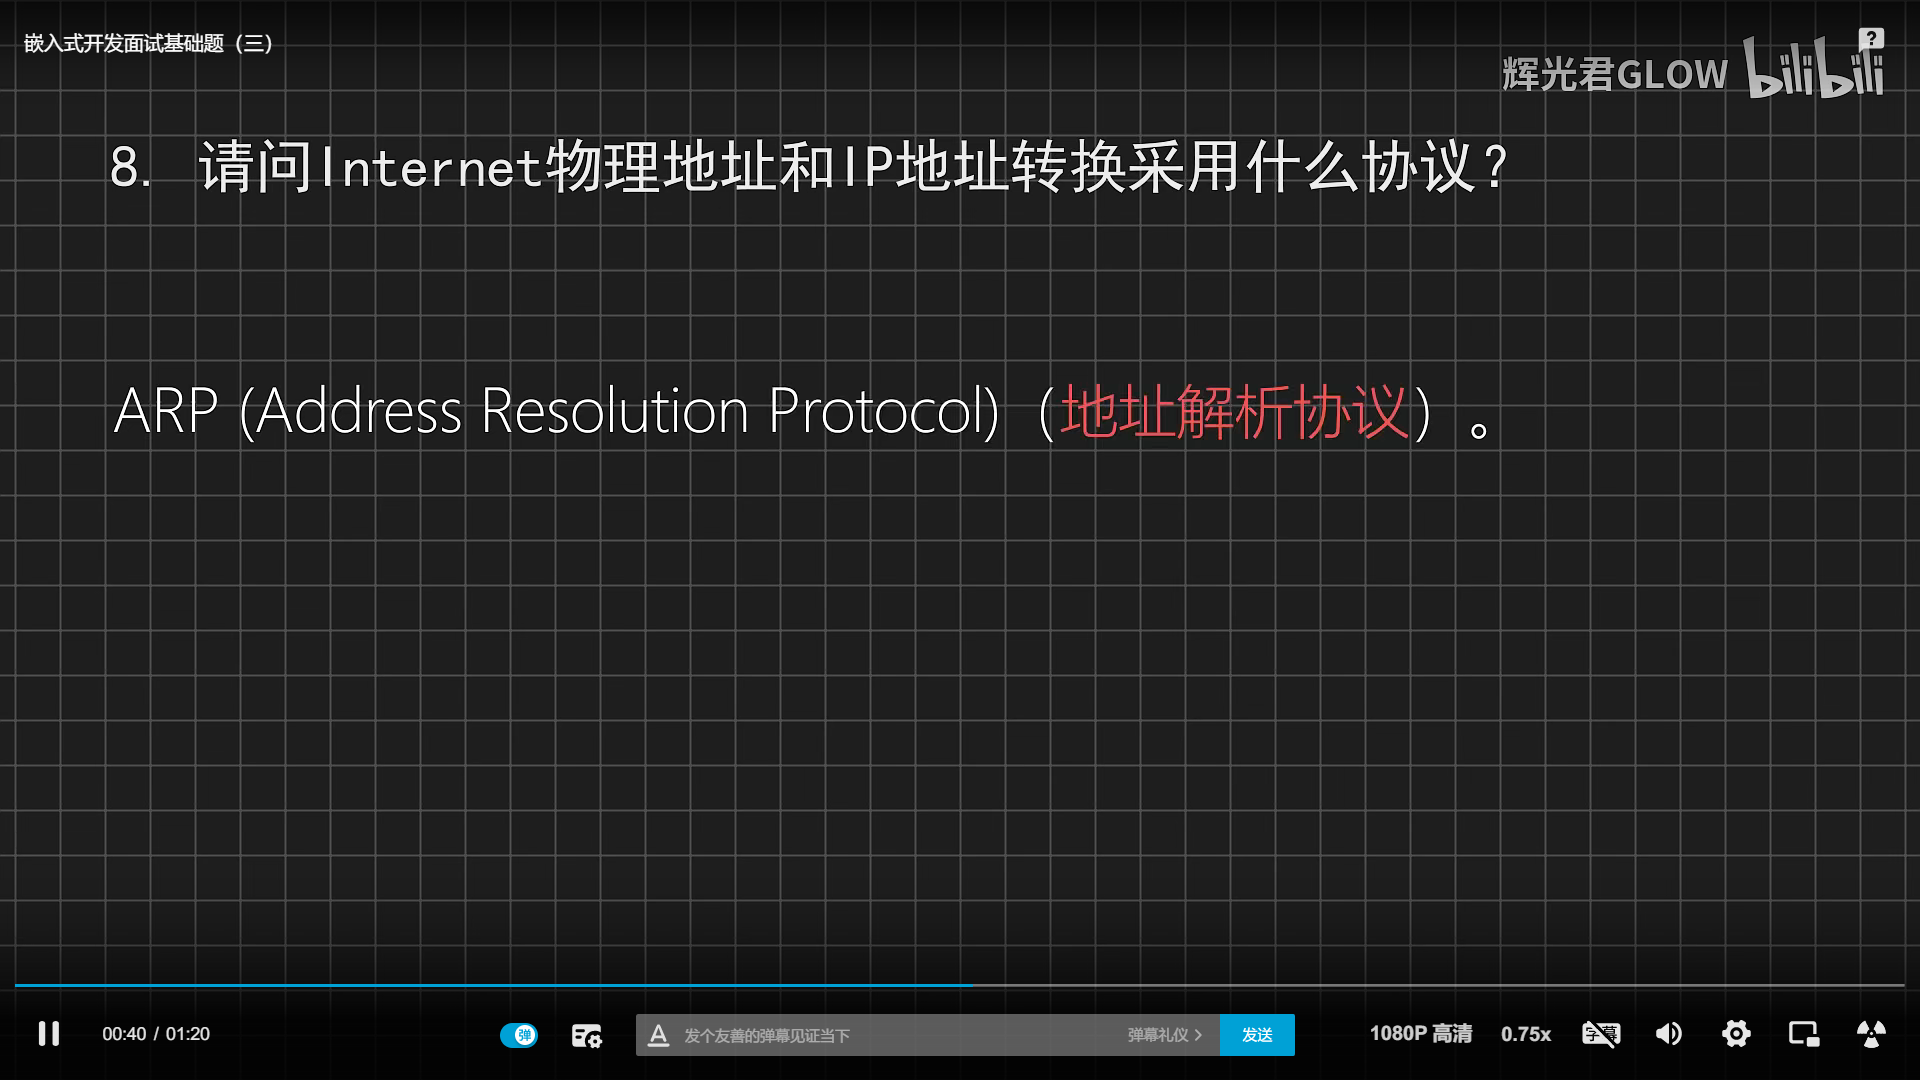 嵌入式开发面试基础题（三）
辉光君GLOW bilibili
8. 请问Internet物理地址和IP地址转换采用什么协议？
ARP (Address Resolution Protocol)（地址解析协议）。
00:40 / 01:20
弹
A 发个友善的弹幕见证当下
弹幕礼仪 >
发送
1080P 高清
0.75x
字幕